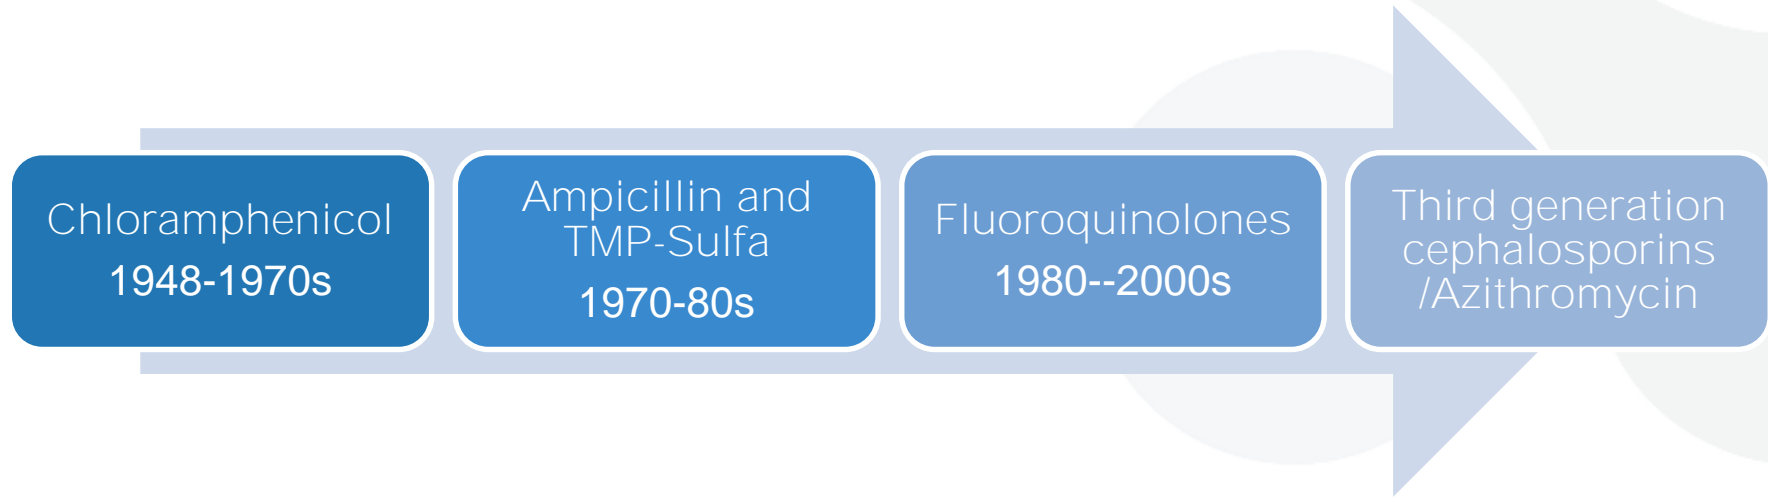 Chloramphenicol
1948-1970s
Ampicillin and
TMP-Sulfa
1970-80s
Fluoroquinolones
1980--2000s
Third generation
cephalosporins
/Azithromycin